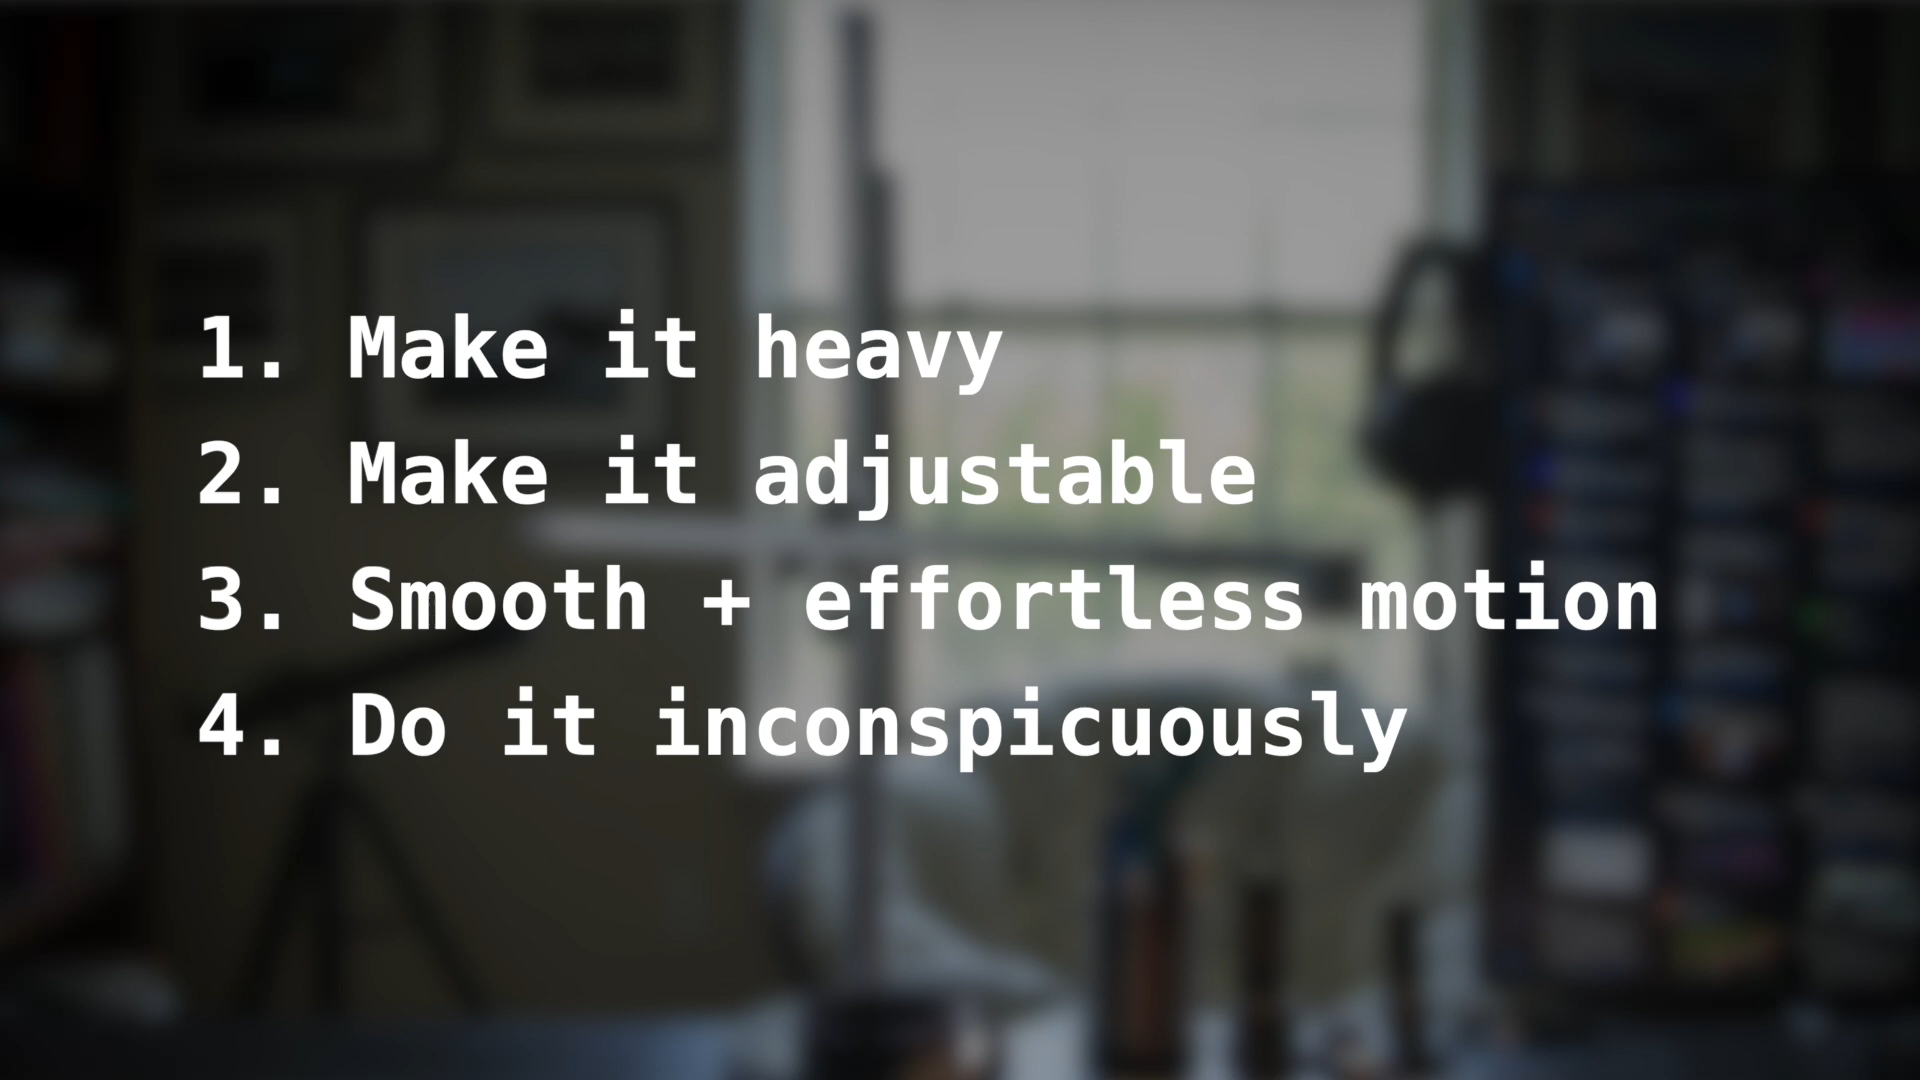 1. Make it heavy
2. Make it adjustable
3. Smooth + effortless motion
4. Do it inconspicuously